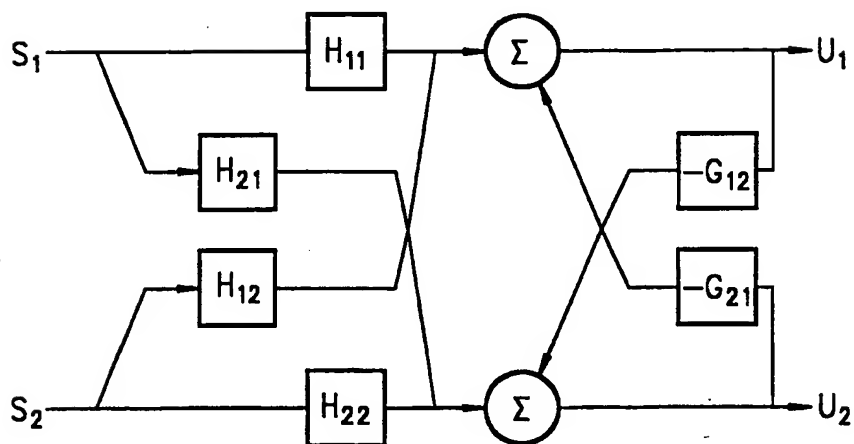 S₁ H₁₁ Σ U₁
H₂₁ −G₁₂
H₁₂ −G₂₁
S₂ H₂₂ Σ U₂